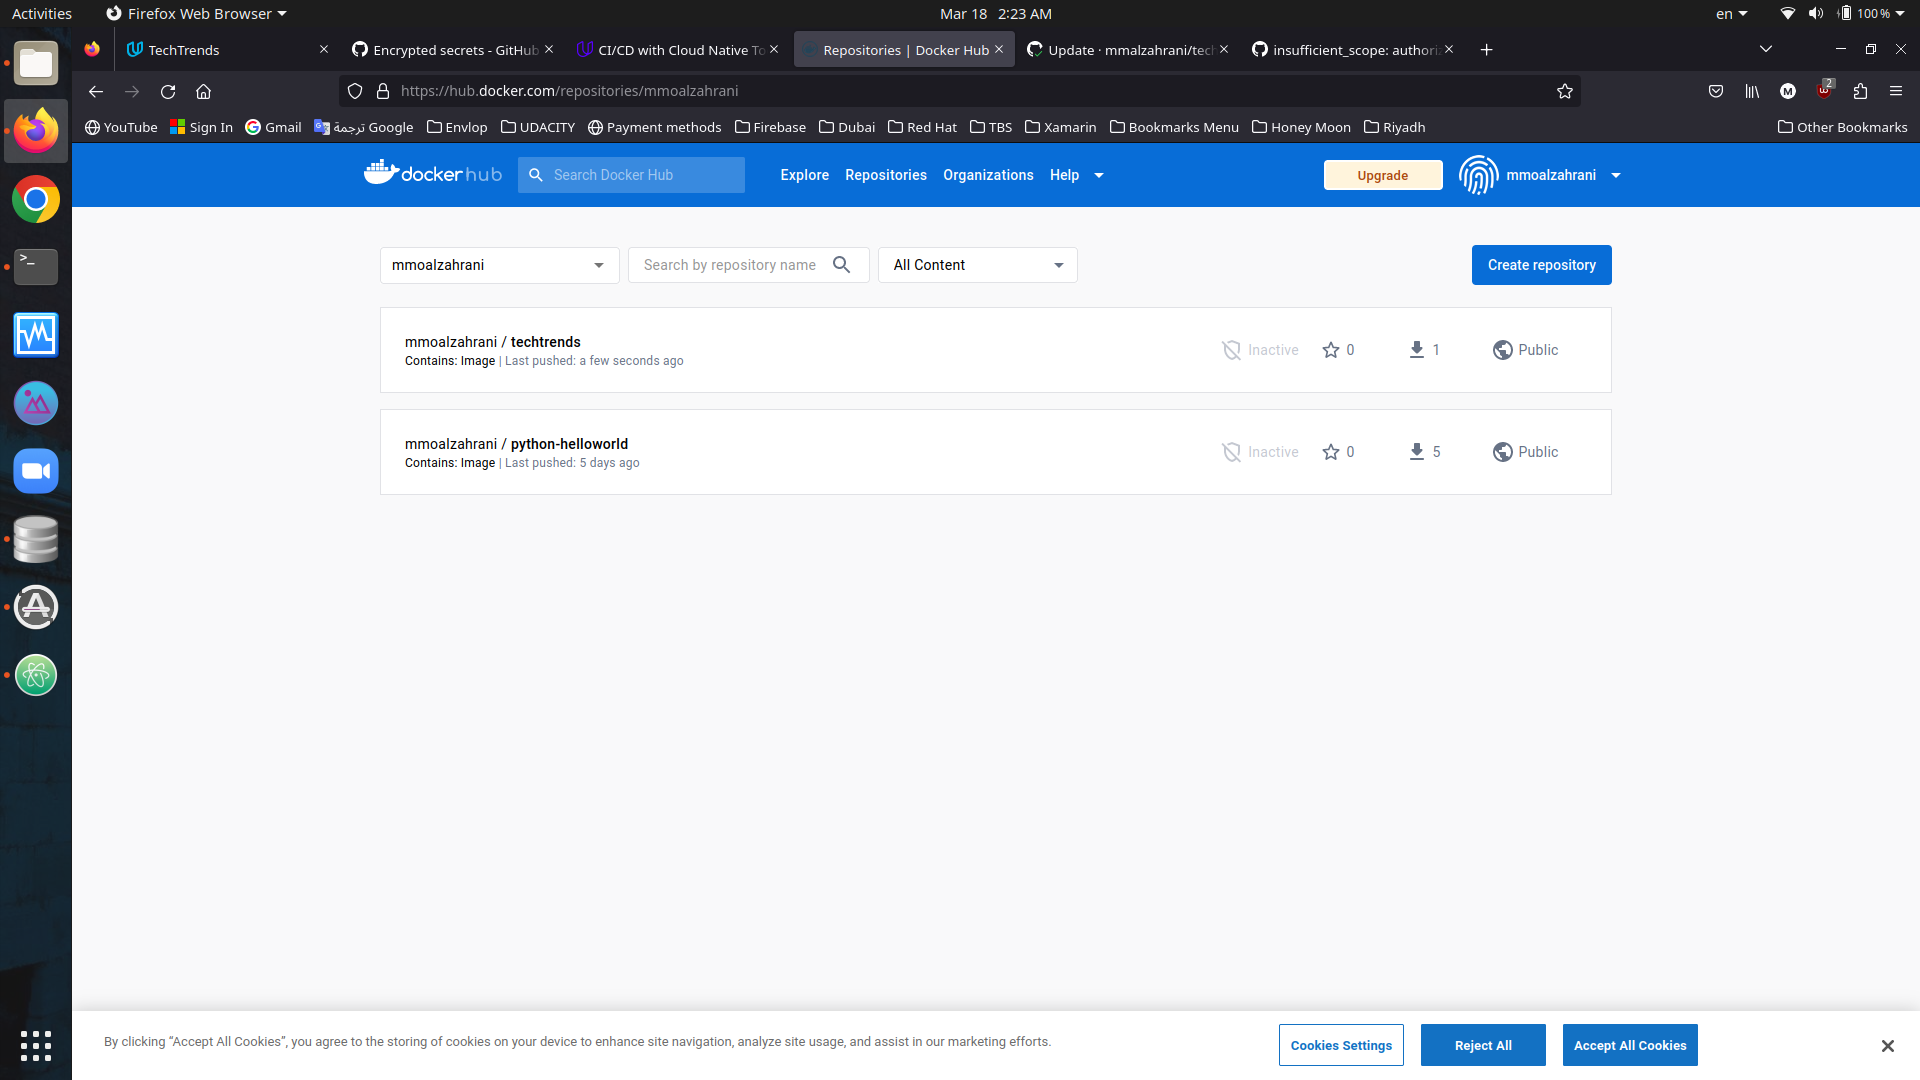 Activities
Firefox Web Browser
Mar 18 2:23 AM
en
100 %
TechTrends
Encrypted secrets - GitHub
CI/CD with Cloud Native To
Repositories | Docker Hub
Update · mmalzahrani/tech
insufficient_scope: authori
https://hub.docker.com/repositories/mmoalzahrani
M
2
YouTube
Sign In
Gmail
ترجمة Google
Envlop
UDACITY
Payment methods
Firebase
Dubai
Red Hat
TBS
Xamarin
Bookmarks Menu
Honey Moon
Riyadh
Other Bookmarks
docker hub
Search Docker Hub
Explore
Repositories
Organizations
Help
Upgrade
mmoalzahrani
mmoalzahrani
Search by repository name
All Content
Create repository
mmoalzahrani / techtrends
Contains: Image | Last pushed: a few seconds ago
Inactive
0
1
Public
mmoalzahrani / python-helloworld
Contains: Image | Last pushed: 5 days ago
Inactive
0
5
Public
By clicking “Accept All Cookies”, you agree to the storing of cookies on your device to enhance site navigation, analyze site usage, and assist in our marketing efforts.
Cookies Settings
Reject All
Accept All Cookies